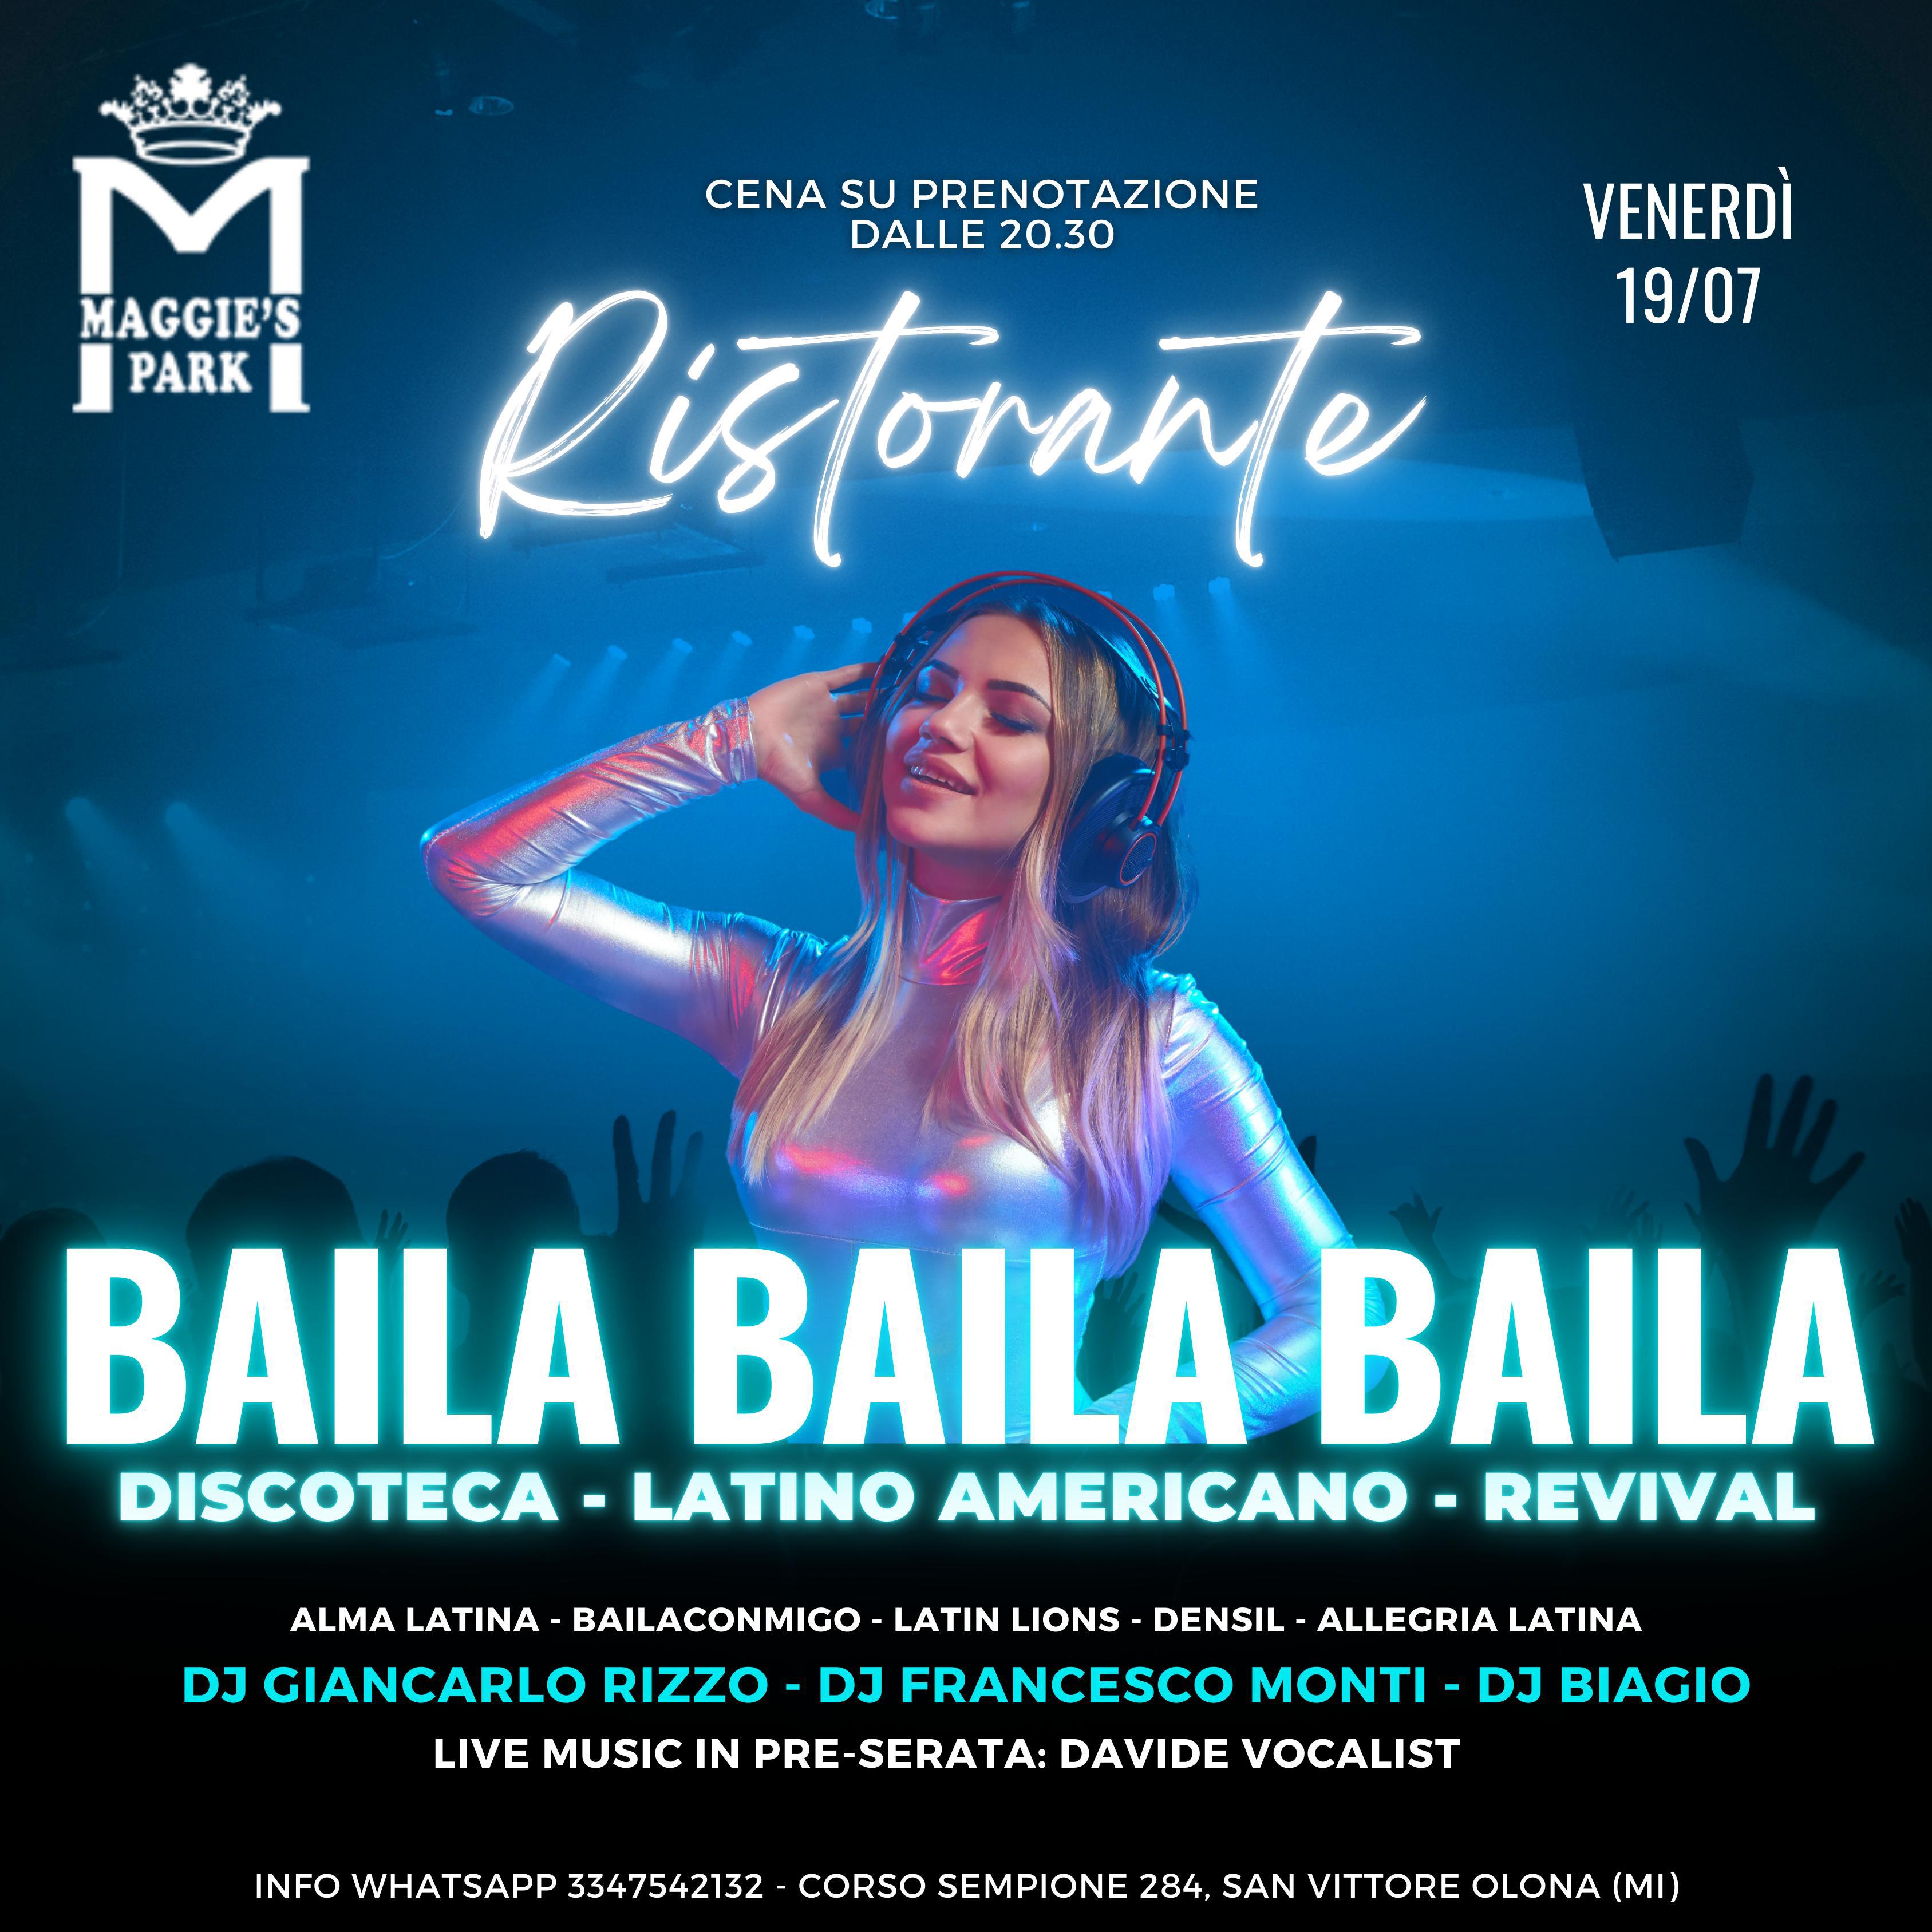 MAGGIE'S
PARK
CENA SU PRENOTAZIONE
DALLE 20.30
VENERDÌ
19/07
Ristorante
BAILA BAILA BAILA
DISCOTECA - LATINO AMERICANO - REVIVAL
ALMA LATINA - BAILACONMIGO - LATIN LIONS - DENSIL - ALLEGRIA LATINA
DJ GIANCARLO RIZZO - DJ FRANCESCO MONTI - DJ BIAGIO
LIVE MUSIC IN PRE-SERATA: DAVIDE VOCALIST
INFO WHATSAPP 3347542132 - CORSO SEMPIONE 284, SAN VITTORE OLONA (MI)